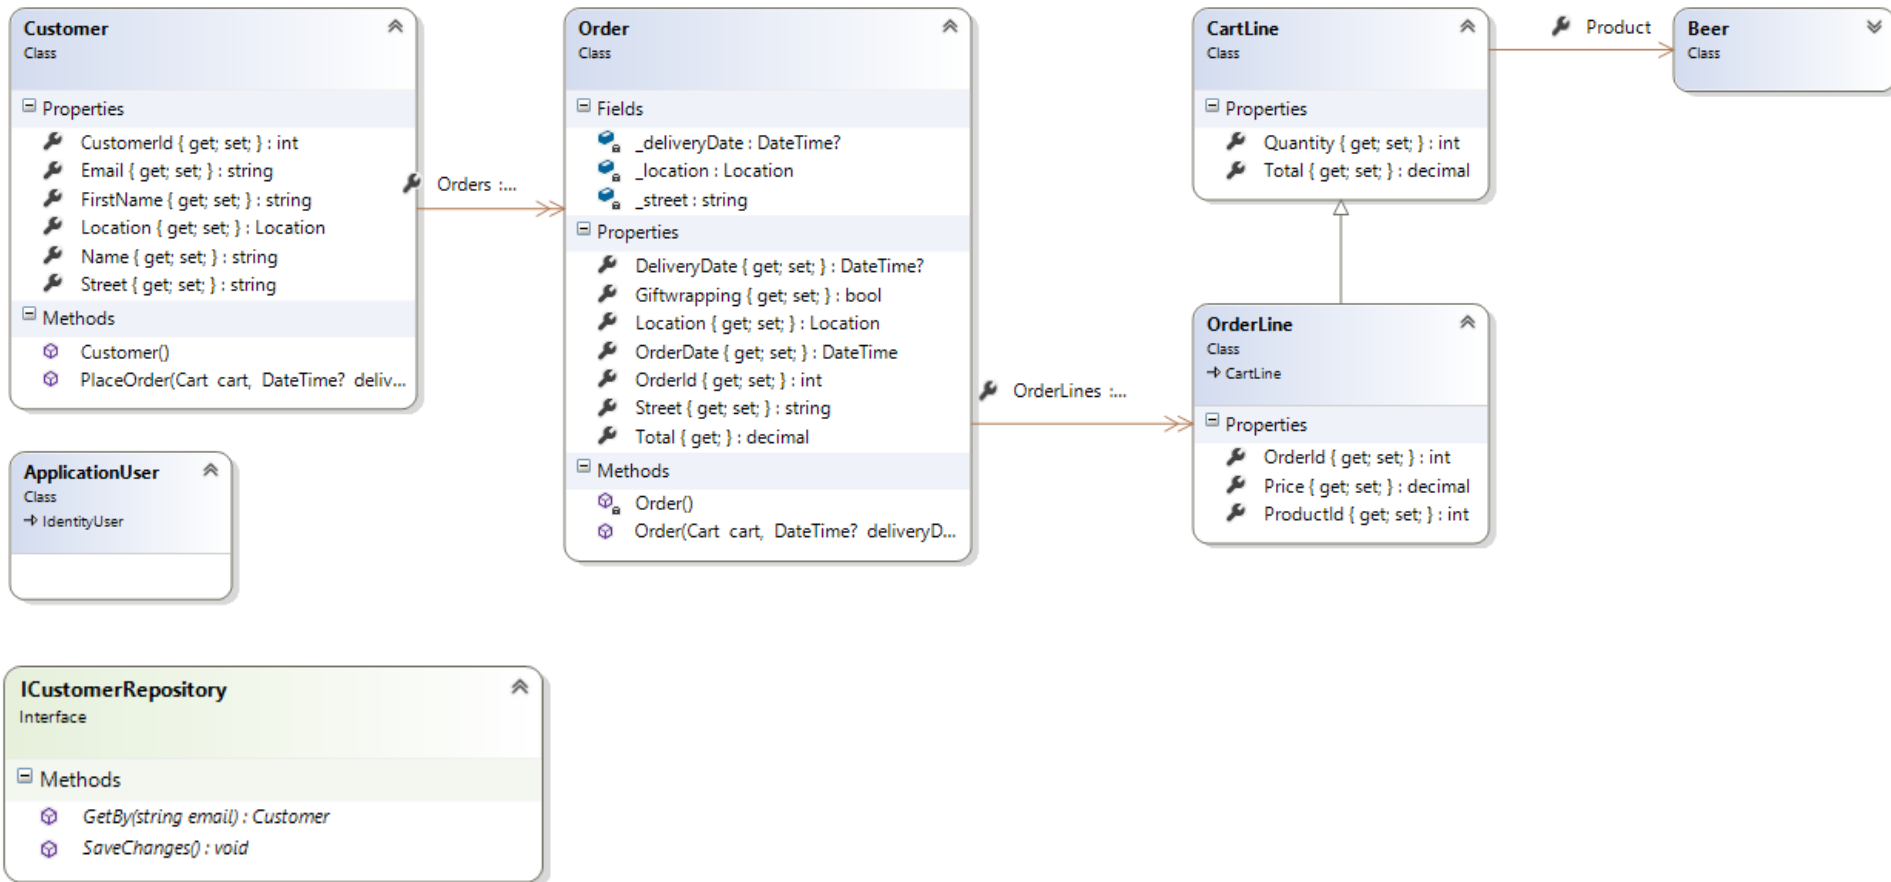 Customer
Class
Properties
CustomerId { get; set; } : int
Email { get; set; } : string
FirstName { get; set; } : string
Location { get; set; } : Location
Name { get; set; } : string
Street { get; set; } : string
Methods
Customer()
PlaceOrder(Cart cart, DateTime? deliv...
Orders :...
Order
Class
Fields
_deliveryDate : DateTime?
_location : Location
_street : string
Properties
DeliveryDate { get; set; } : DateTime?
Giftwrapping { get; set; } : bool
Location { get; set; } : Location
OrderDate { get; set; } : DateTime
OrderId { get; set; } : int
Street { get; set; } : string
Total { get; } : decimal
Methods
Order()
Order(Cart cart, DateTime? deliveryD...
OrderLines :...
CartLine
Class
Properties
Quantity { get; set; } : int
Total { get; set; } : decimal
Product
Beer
Class
OrderLine
Class
CartLine
Properties
OrderId { get; set; } : int
Price { get; set; } : decimal
ProductId { get; set; } : int
ApplicationUser
Class
IdentityUser
ICustomerRepository
Interface
Methods
GetBy(string email) : Customer
SaveChanges() : void